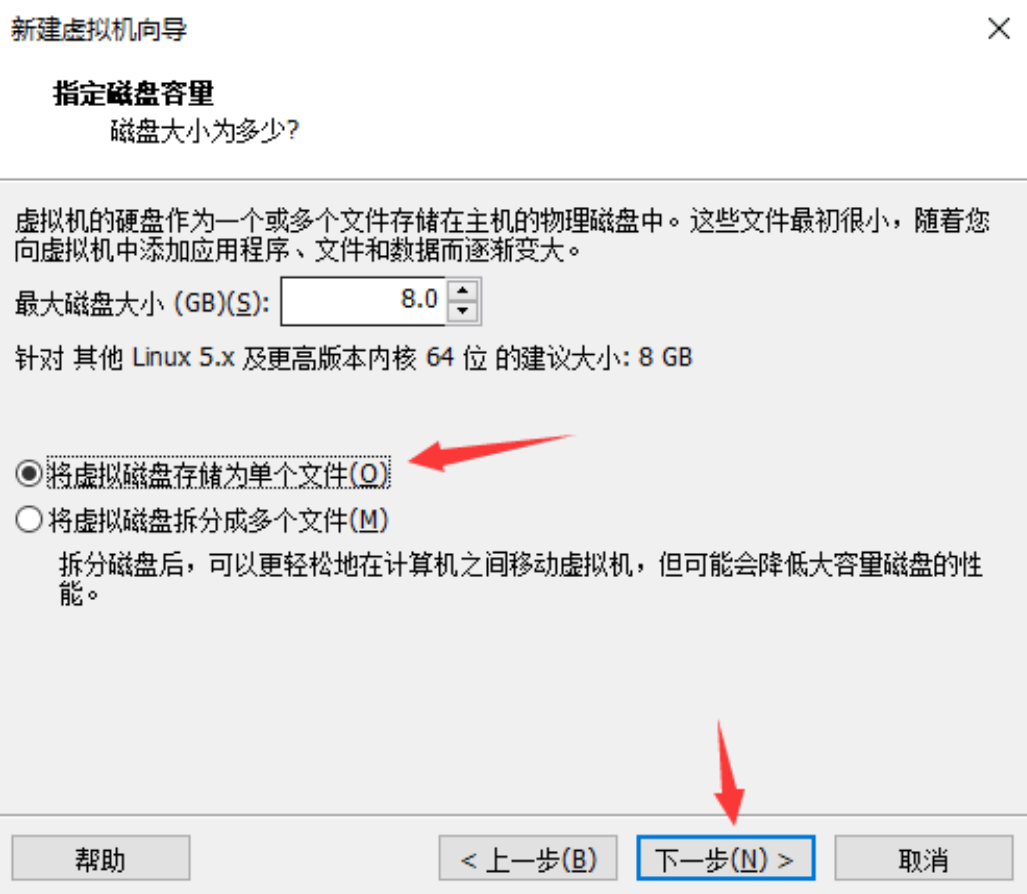 新建虚拟机向导
指定磁盘容量
磁盘大小为多少?
虚拟机的硬盘作为一个或多个文件存储在主机的物理磁盘中。这些文件最初很小，随着您
向虚拟机中添加应用程序、文件和数据而逐渐变大。
最大磁盘大小 (GB)(S): 8.0
针对 其他 Linux 5.x 及更高版本内核 64 位 的建议大小: 8 GB
将虚拟磁盘存储为单个文件(O)
将虚拟磁盘拆分成多个文件(M)
拆分磁盘后，可以更轻松地在计算机之间移动虚拟机，但可能会降低大容量磁盘的性
能。
帮助 < 上一步(B) 下一步(N) > 取消